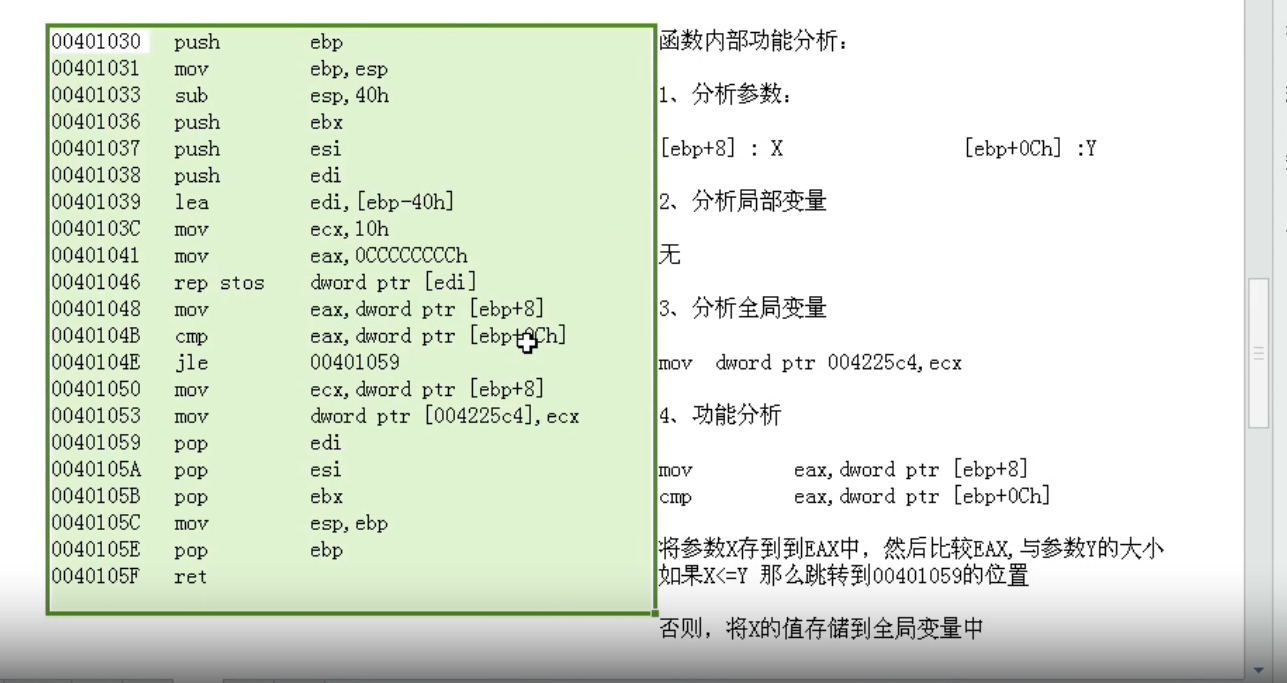 00401030 push ebp
00401031 mov ebp,esp
00401033 sub esp,40h
00401036 push ebx
00401037 push esi
00401038 push edi
00401039 lea edi,[ebp-40h]
0040103C mov ecx,10h
00401041 mov eax,0CCCCCCCCh
00401046 rep stos dword ptr [edi]
00401048 mov eax,dword ptr [ebp+8]
0040104B cmp eax,dword ptr [ebp+0Ch]
0040104E jle 00401059
00401050 mov ecx,dword ptr [ebp+8]
00401053 mov dword ptr [004225c4],ecx
00401059 pop edi
0040105A pop esi
0040105B pop ebx
0040105C mov esp,ebp
0040105E pop ebp
0040105F ret
函数内部功能分析:
1、分析参数:
[ebp+8] : X [ebp+0Ch] :Y
2、分析局部变量
无
3、分析全局变量
mov dword ptr 004225c4,ecx
4、功能分析
mov eax,dword ptr [ebp+8]
cmp eax,dword ptr [ebp+0Ch]
将参数X存到到EAX中，然后比较EAX,与参数Y的大小
如果X<=Y 那么跳转到00401059的位置
否则，将X的值存储到全局变量中